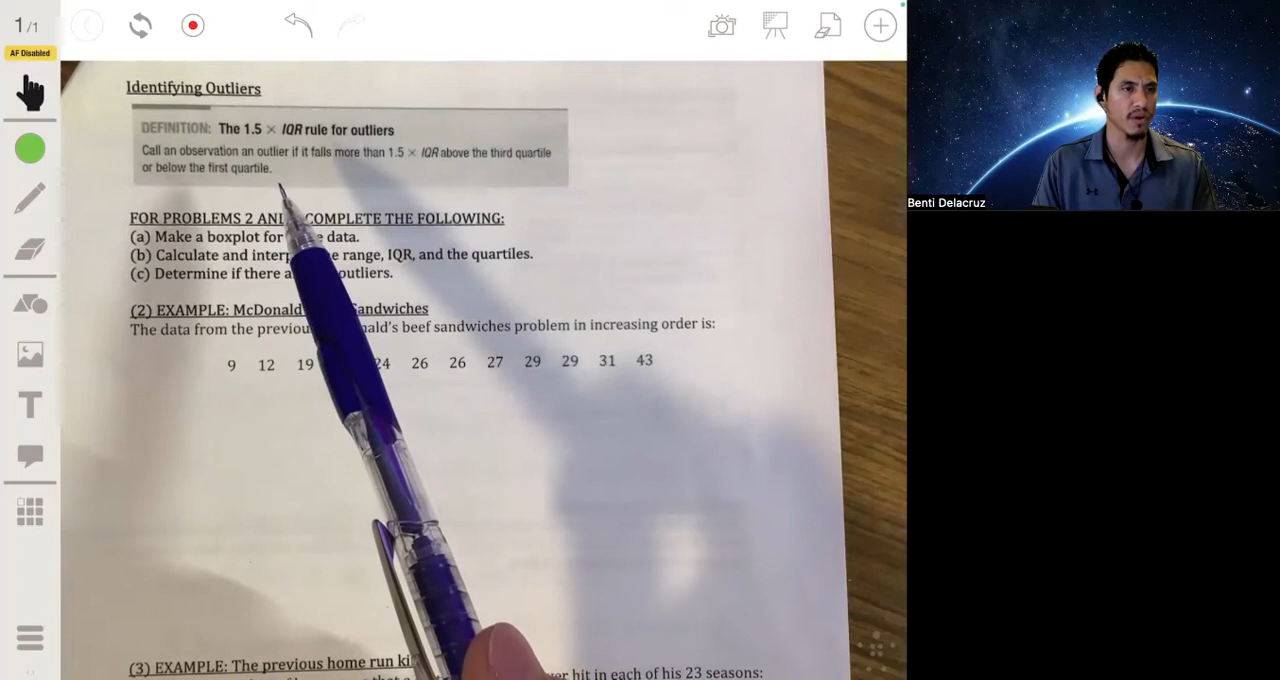 1/1
AF Disabled
Identifying Outliers
DEFINITION: The 1.5 × IQR rule for outliers
Call an observation an outlier if it falls more than 1.5 × IQR above the third quartile
or below the first quartile.
FOR PROBLEMS 2 AN COMPLETE THE FOLLOWING:
(a) Make a boxplot for data.
(b) Calculate and range, IQR, and the quartiles.
(c) Determine if there outliers.
(2) EXAMPLE: McDonald Sandwiches
The data from the beef sandwiches problem in increasing order is:
9 12 19 24 26 26 27 29 29 31 43
(3) EXAMPLE: The previous home run
hit in each of his 23 seasons:
Benti Delacruz
T